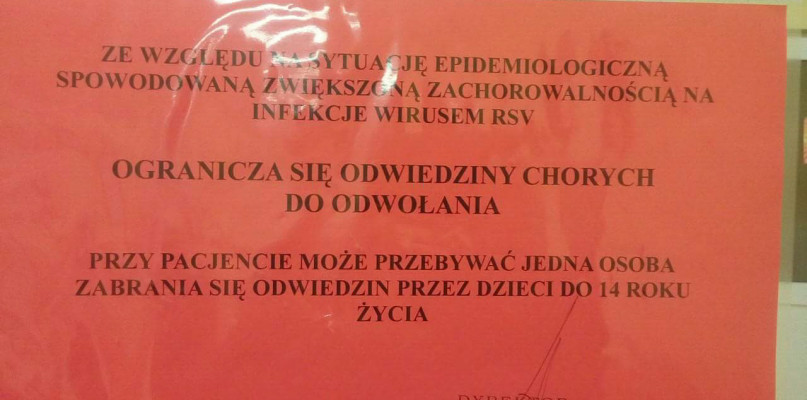 ZE WZGLĘDU NA SYTUACJĘ EPIDEMIOLOGICZNĄ
SPOWODOWANĄ ZWIĘKSZONĄ ZACHOROWALNOŚCIĄ NA
INFEKCJE WIRUSEM RSV
OGRANICZA SIĘ ODWIEDZINY CHORYCH
DO ODWOŁANIA
PRZY PACJENCIE MOŻE PRZEBYWAĆ JEDNA OSOBA
ZABRANIA SIĘ ODWIEDZIN PRZEZ DZIECI DO 14 ROKU
ŻYCIA
DYREKTOR